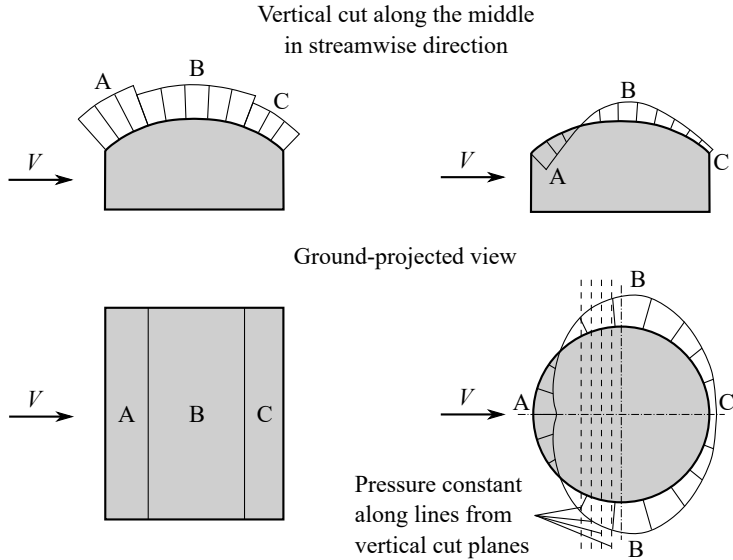 Vertical cut along the middle
in streamwise direction
A
B
C
V
B
V
A
C
Ground-projected view
B
V
A
B
C
V
A
C
Pressure constant
along lines from
vertical cut planes
B